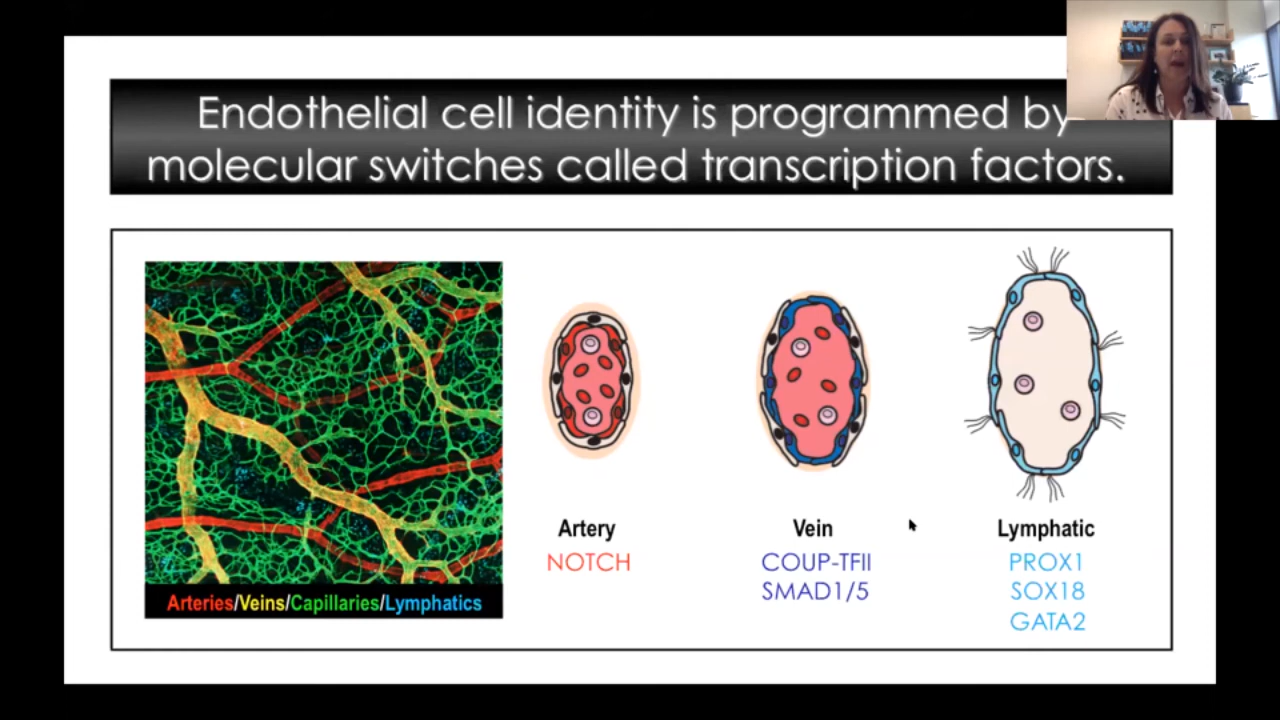 Endothelial cell identity is programmed by
molecular switches called transcription factors.
Arteries/Veins/Capillaries/Lymphatics
Artery
NOTCH
Vein
COUP-TFII
SMAD1/5
Lymphatic
PROX1
SOX18
GATA2